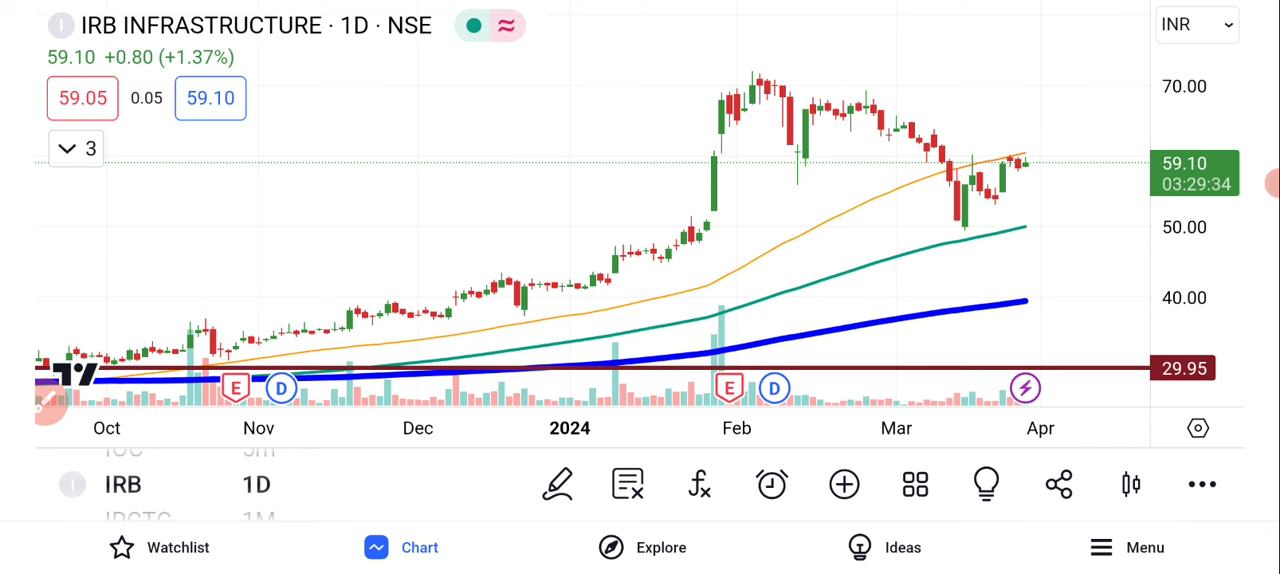 I IRB INFRASTRUCTURE · 1D · NSE
INR
59.10 +0.80 (+1.37%)
59.05 0.05 59.10
3
70.00
59.10
03:29:34
50.00
40.00
29.95
E D E D
Oct Nov Dec 2024 Feb Mar Apr
I IRB 1D
Watchlist Chart Explore Ideas Menu